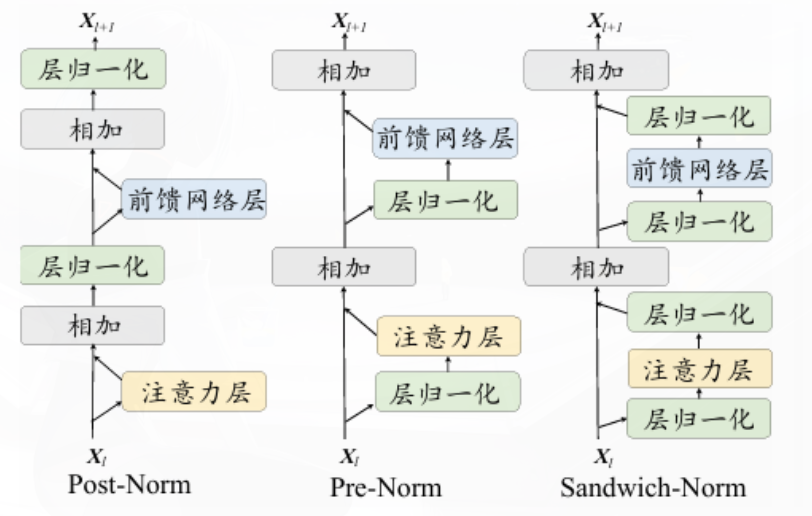 X_{l+1}
层归一化
相加
前馈网络层
层归一化
相加
注意力层
X_l
Post-Norm
X_{l+1}
相加
前馈网络层
层归一化
相加
注意力层
层归一化
X_l
Pre-Norm
X_{l+1}
相加
层归一化
前馈网络层
层归一化
相加
层归一化
注意力层
层归一化
X_l
Sandwich-Norm